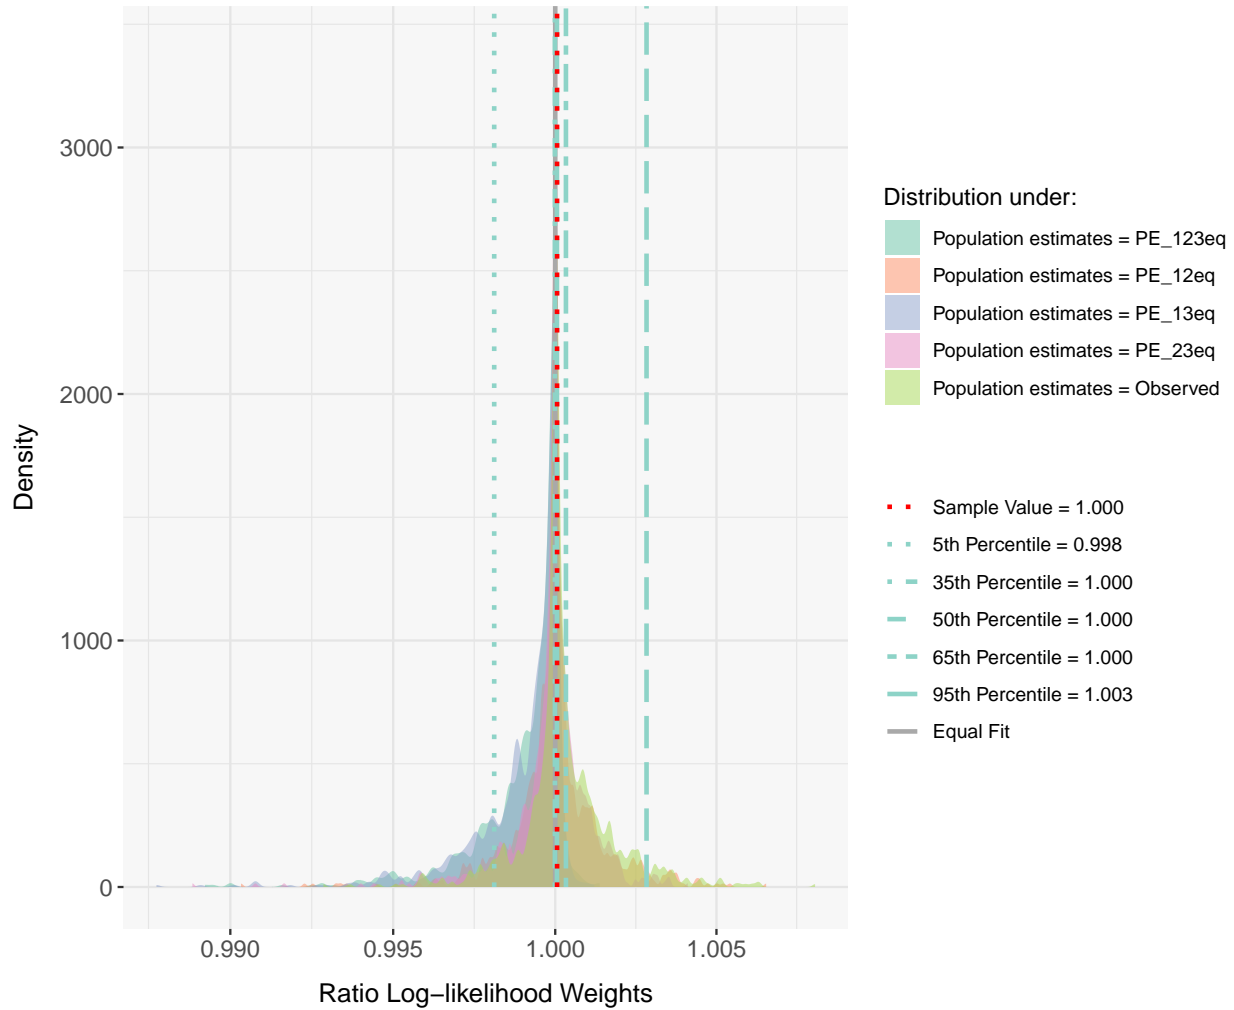 3000
2000
1000
0
Density
0.990
0.995
1.000
1.005
Ratio Log−likelihood Weights
Distribution under:
Population estimates = PE_123eq
Population estimates = PE_12eq
Population estimates = PE_13eq
Population estimates = PE_23eq
Population estimates = Observed
Sample Value = 1.000
5th Percentile = 0.998
35th Percentile = 1.000
50th Percentile = 1.000
65th Percentile = 1.000
95th Percentile = 1.003
Equal Fit